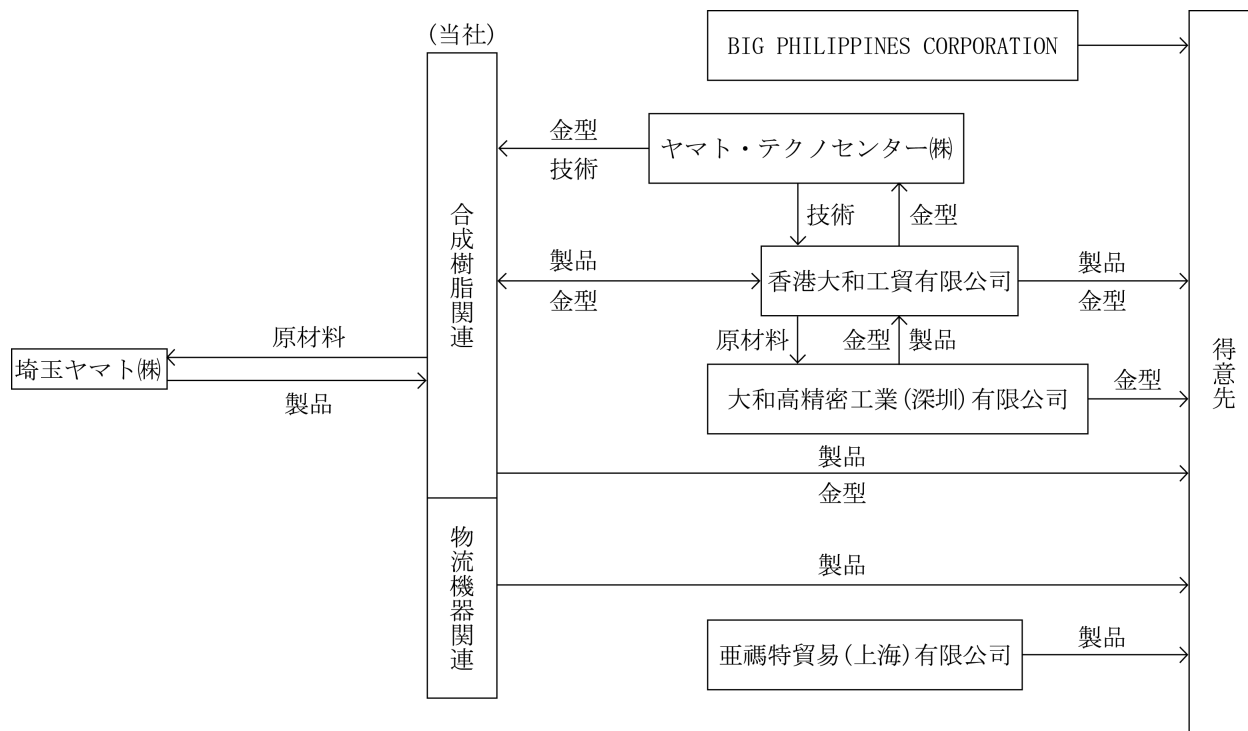 (当社)
BIG PHILIPPINES CORPORATION
金型
技術
ヤマト・テクノセンター㈱
技術
金型
合成樹脂関連
製品
金型
香港大和工貿有限公司
製品
金型
原材料
金型
製品
原材料
埼玉ヤマト㈱
製品
大和高精密工業(深圳)有限公司
金型
得意先
製品
金型
物流機器関連
製品
亜禡特貿易(上海)有限公司
製品